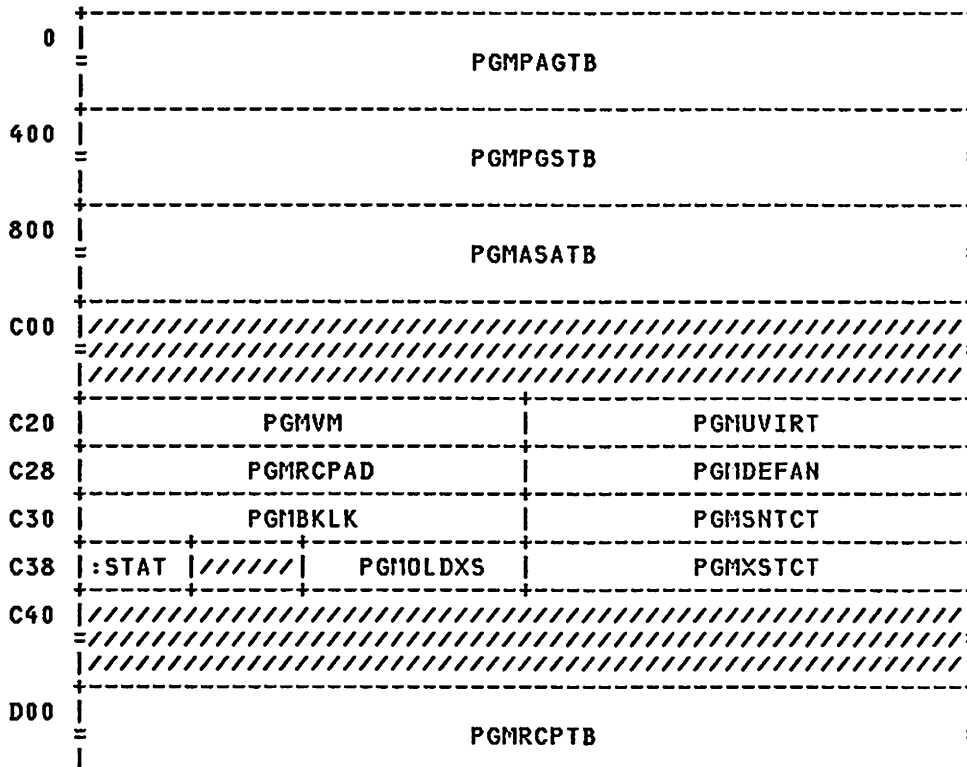 0
PGMPAGTB
400
PGMPGSTB
800
PGMASATB
C00 ////////////////////////////////////////////
////////////////////////////////////////////
////////////////////////////////////////////
C20 PGMVM | PGMUVIRT
C28 PGMRCPAD | PGMDEFAN
C30 PGMBKLK | PGMSNTCT
C38 |:STAT |//////| PGMOLDXS | PGMXSTCT
C40 ////////////////////////////////////////////
////////////////////////////////////////////
////////////////////////////////////////////
D00
PGMRCPTB